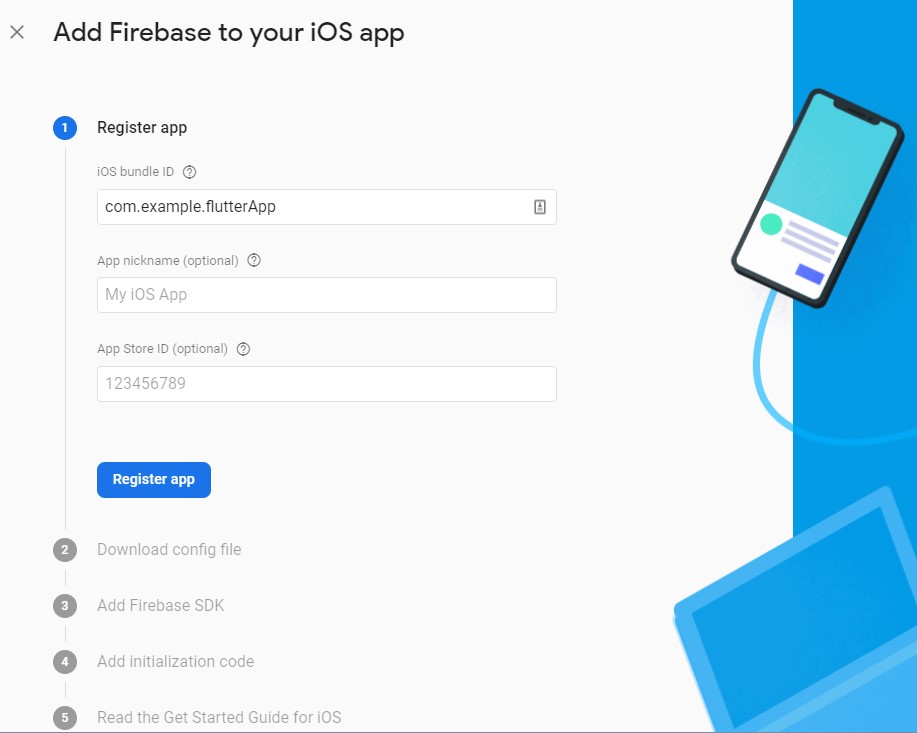 Add Firebase to your iOS app
1 Register app
iOS bundle ID ?
com.example.flutterApp
App nickname (optional) ?
My iOS App
App Store ID (optional) ?
123456789
Register app
2 Download config file
3 Add Firebase SDK
4 Add initialization code
5 Read the Get Started Guide for iOS